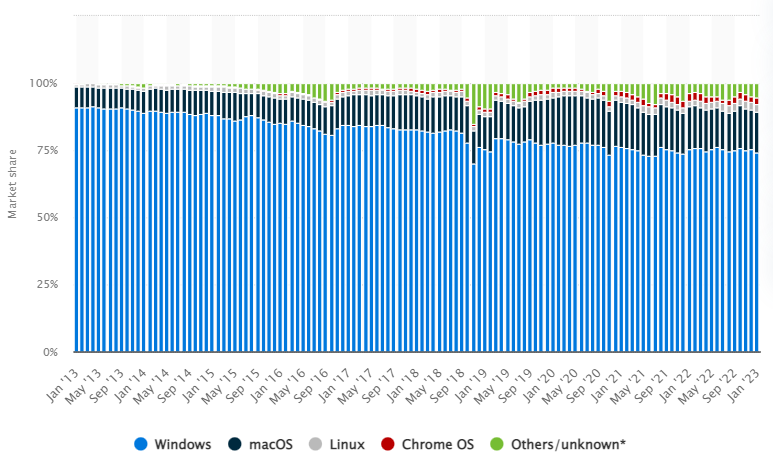 100%
75%
50%
25%
0%
Market share
Jan '13
May '13
Sep '13
Jan '14
May '14
Sep '14
Jan '15
May '15
Sep '15
Jan '16
May '16
Sep '16
Jan '17
May '17
Sep '17
Jan '18
May '18
Sep '18
Jan '19
May '19
Sep '19
Jan '20
May '20
Sep '20
Jan '21
May '21
Sep '21
Jan '22
May '22
Sep '22
Jan '23
Windows macOS Linux Chrome OS Others/unknown*